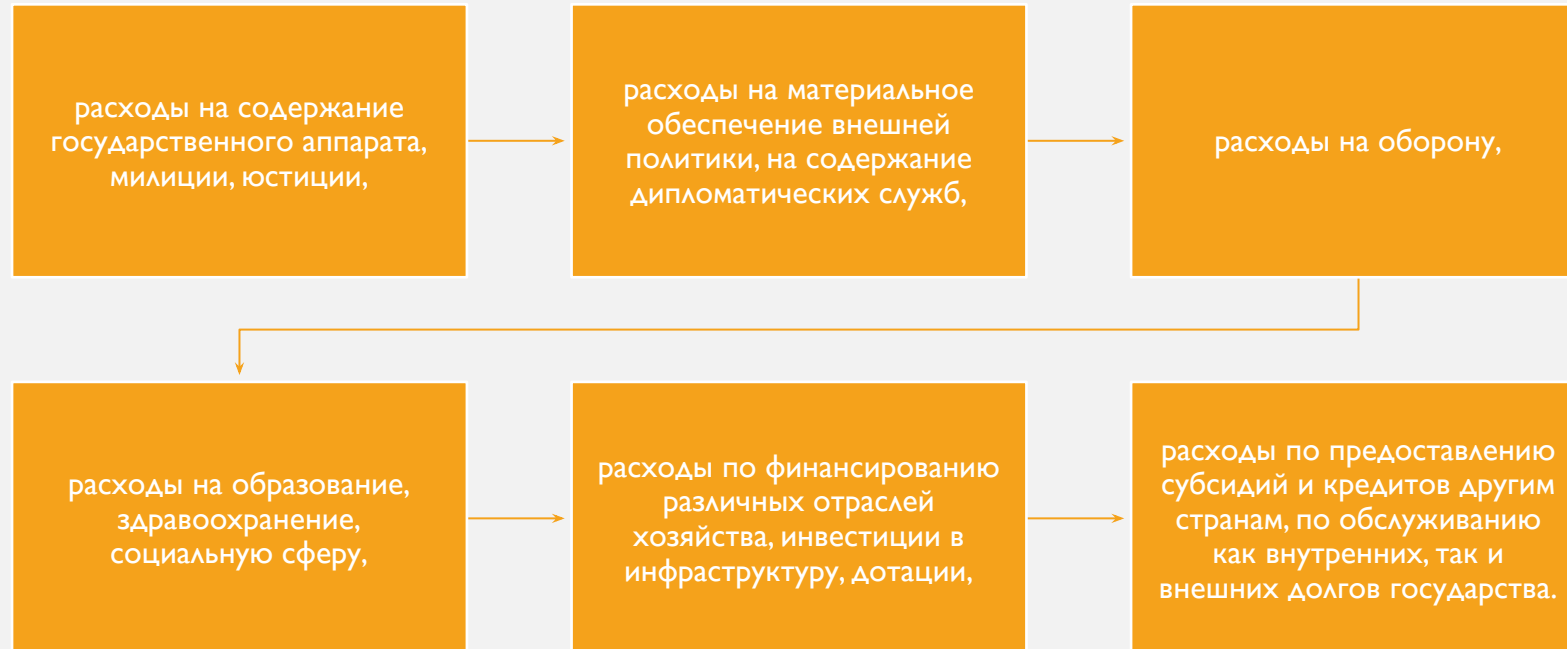 расходы на содержание
государственного аппарата,
милиции, юстиции,
расходы на материальное
обеспечение внешней
политики, на содержание
дипломатических служб,
расходы на оборону,
расходы на образование,
здравоохранение,
социальную сферу,
расходы по финансированию
различных отраслей
хозяйства, инвестиции в
инфраструктуру, дотации,
расходы по предоставлению
субсидий и кредитов другим
странам, по обслуживанию
как внутренних, так и
внешних долгов государства.